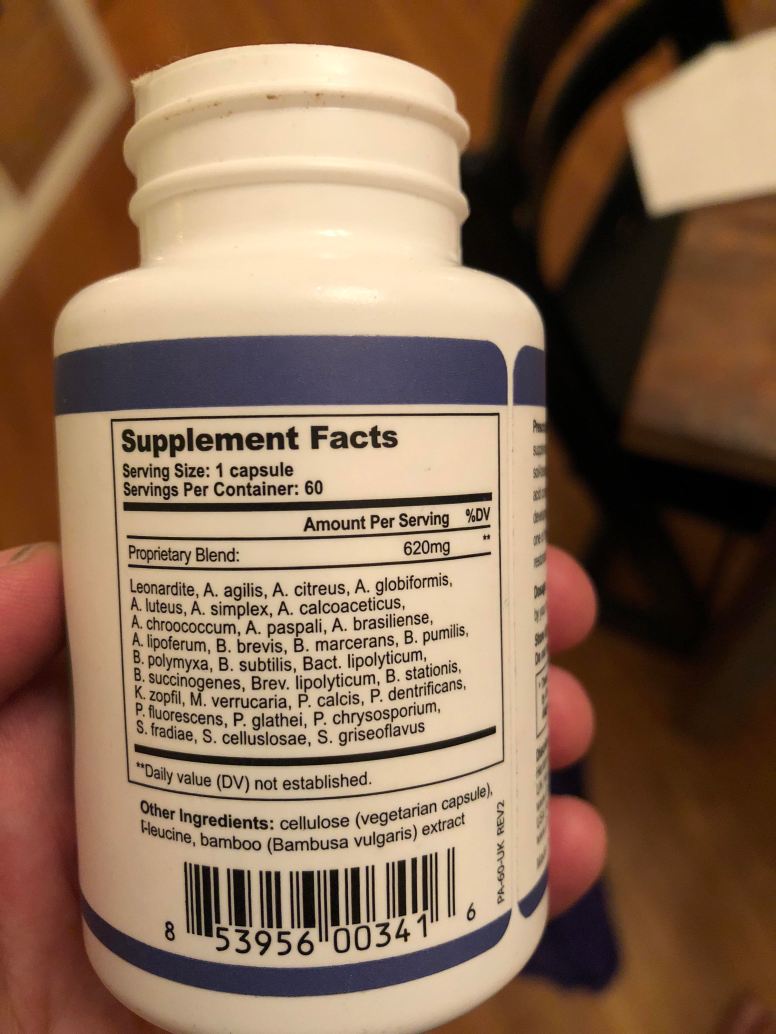 Supplement Facts
Serving Size: 1 capsule
Servings Per Container: 60
Amount Per Serving %DV
Proprietary Blend: 620mg **
Leonardite, A. agilis, A. citreus, A. globiformis,
A. luteus, A. simplex, A. calcoaceticus,
A. chroococcum, A. paspali, A. brasiliense,
A. lipoferum, B. brevis, B. marcerans, B. pumilis,
B. polymyxa, B. subtilis, Bact. lipolyticum,
B. succinogenes, Brev. lipolyticum, B. stationis,
K. zopfil, M. verrucaria, P. calcis, P. dentrificans,
P. fluorescens, P. glathei, P. chrysosporium,
S. fradiae, S. celluslosae, S. griseoflavus
**Daily value (DV) not established.
Other Ingredients: cellulose (vegetarian capsule),
l-leucine, bamboo (Bambusa vulgaris) extract
8 53956 00341 6
PA-60-UK REV2